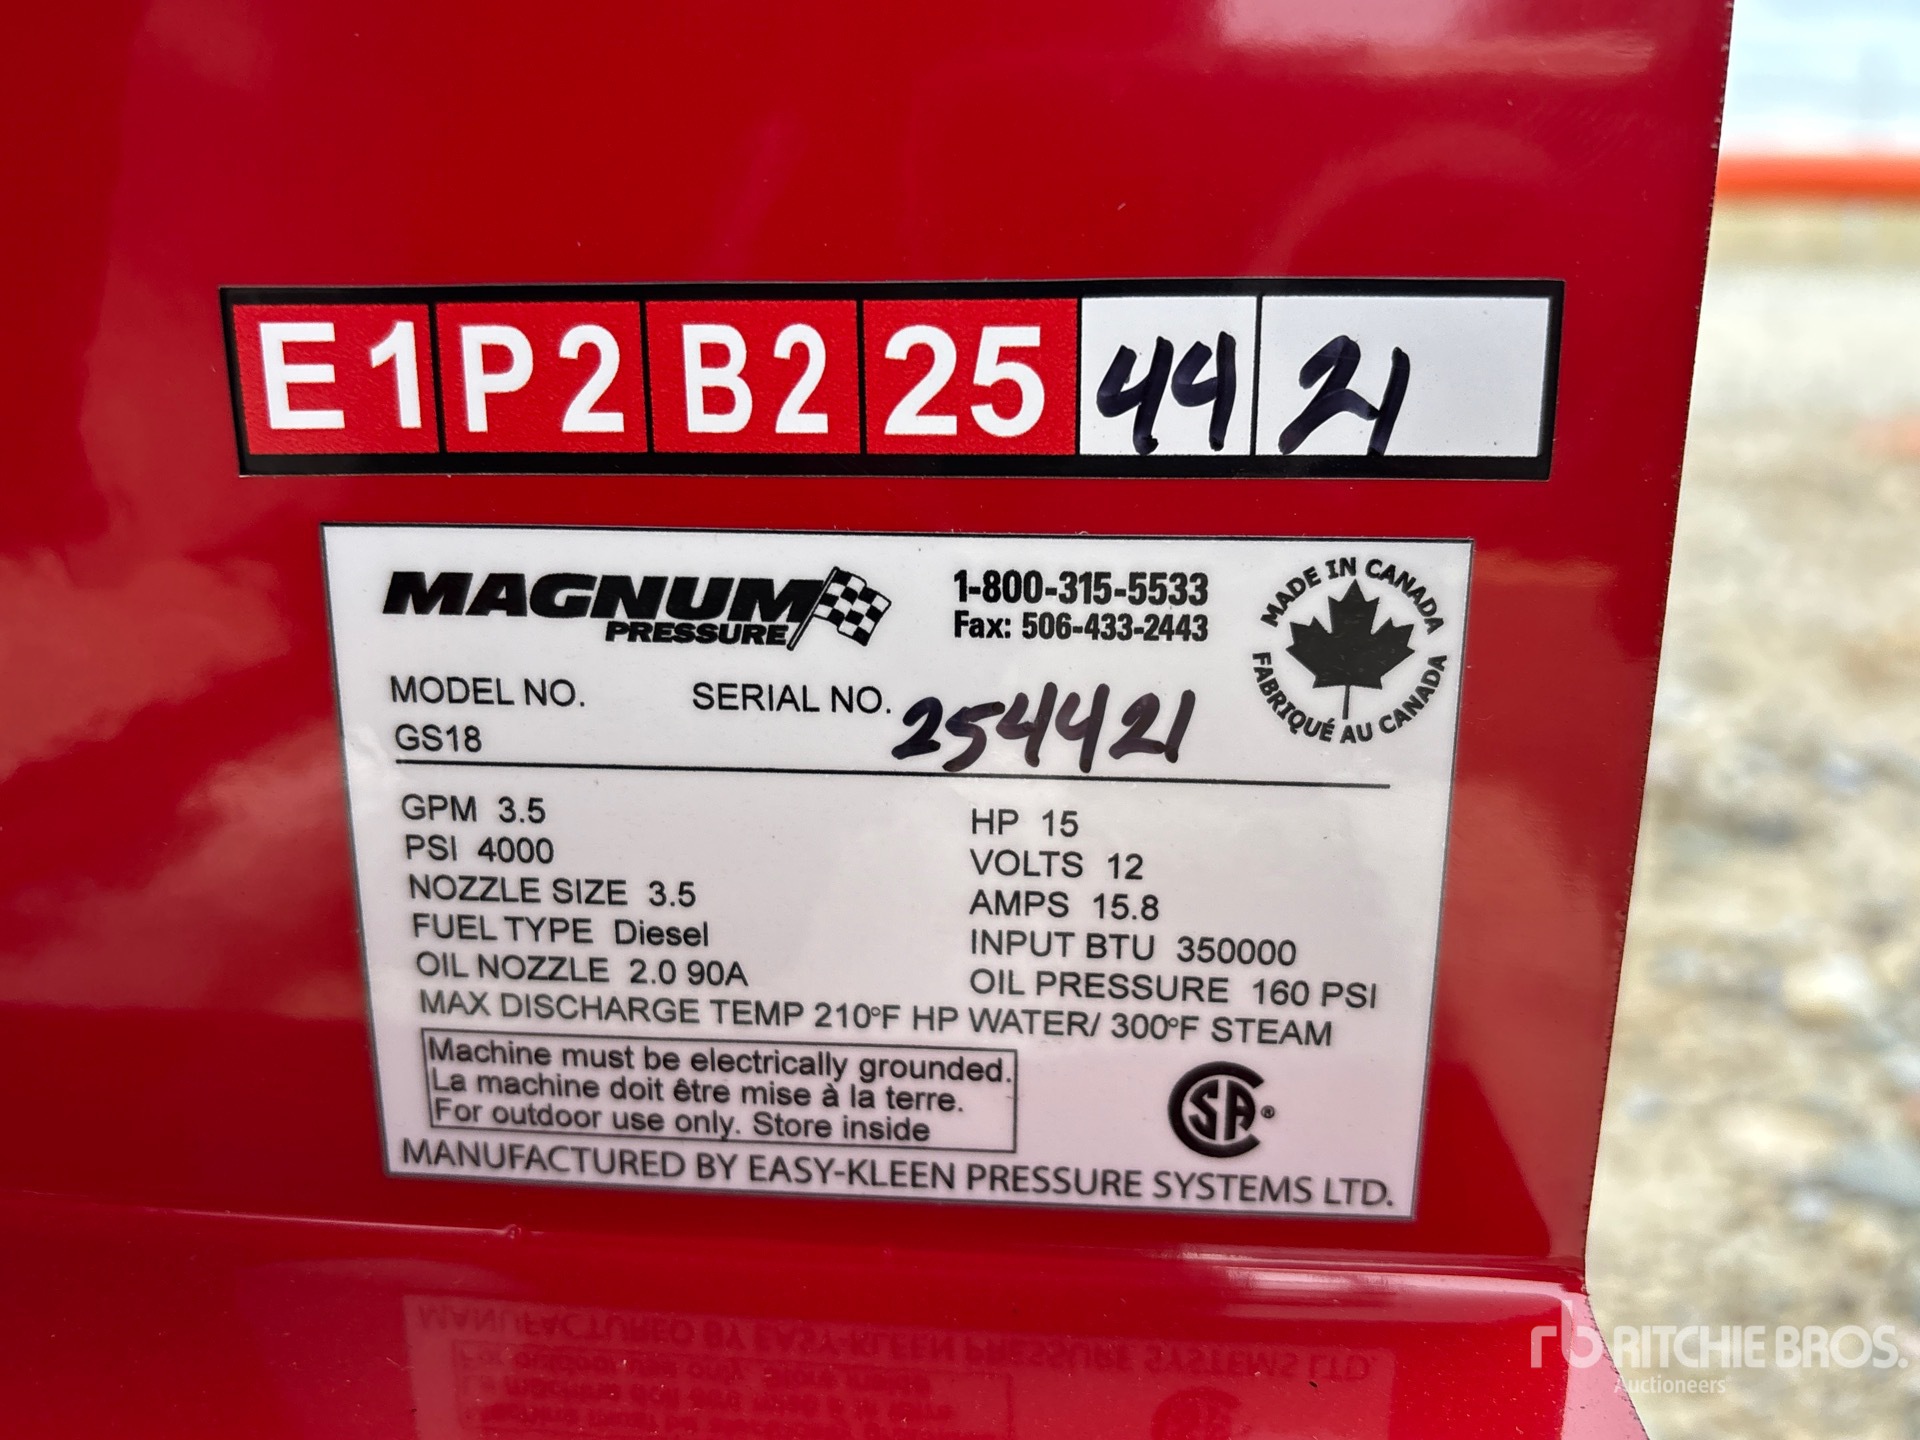 E1 P2 B2 25 44 21
MAGNUM
PRESSURE
1-800-315-5533
Fax: 506-433-2443
MADE IN CANADA
FABRIQUÉ AU CANADA
MODEL NO. SERIAL NO. 254421
GS18
GPM 3.5 HP 15
PSI 4000 VOLTS 12
NOZZLE SIZE 3.5 AMPS 15.8
FUEL TYPE Diesel INPUT BTU 350000
OIL NOZZLE 2.0 90A OIL PRESSURE 160 PSI
MAX DISCHARGE TEMP 210°F HP WATER/ 300°F STEAM
Machine must be electrically grounded.
La machine doit être mise à la terre.
For outdoor use only. Store inside
CSA®
MANUFACTURED BY EASY-KLEEN PRESSURE SYSTEMS LTD.
rb RITCHIE BROS.
Auctioneers